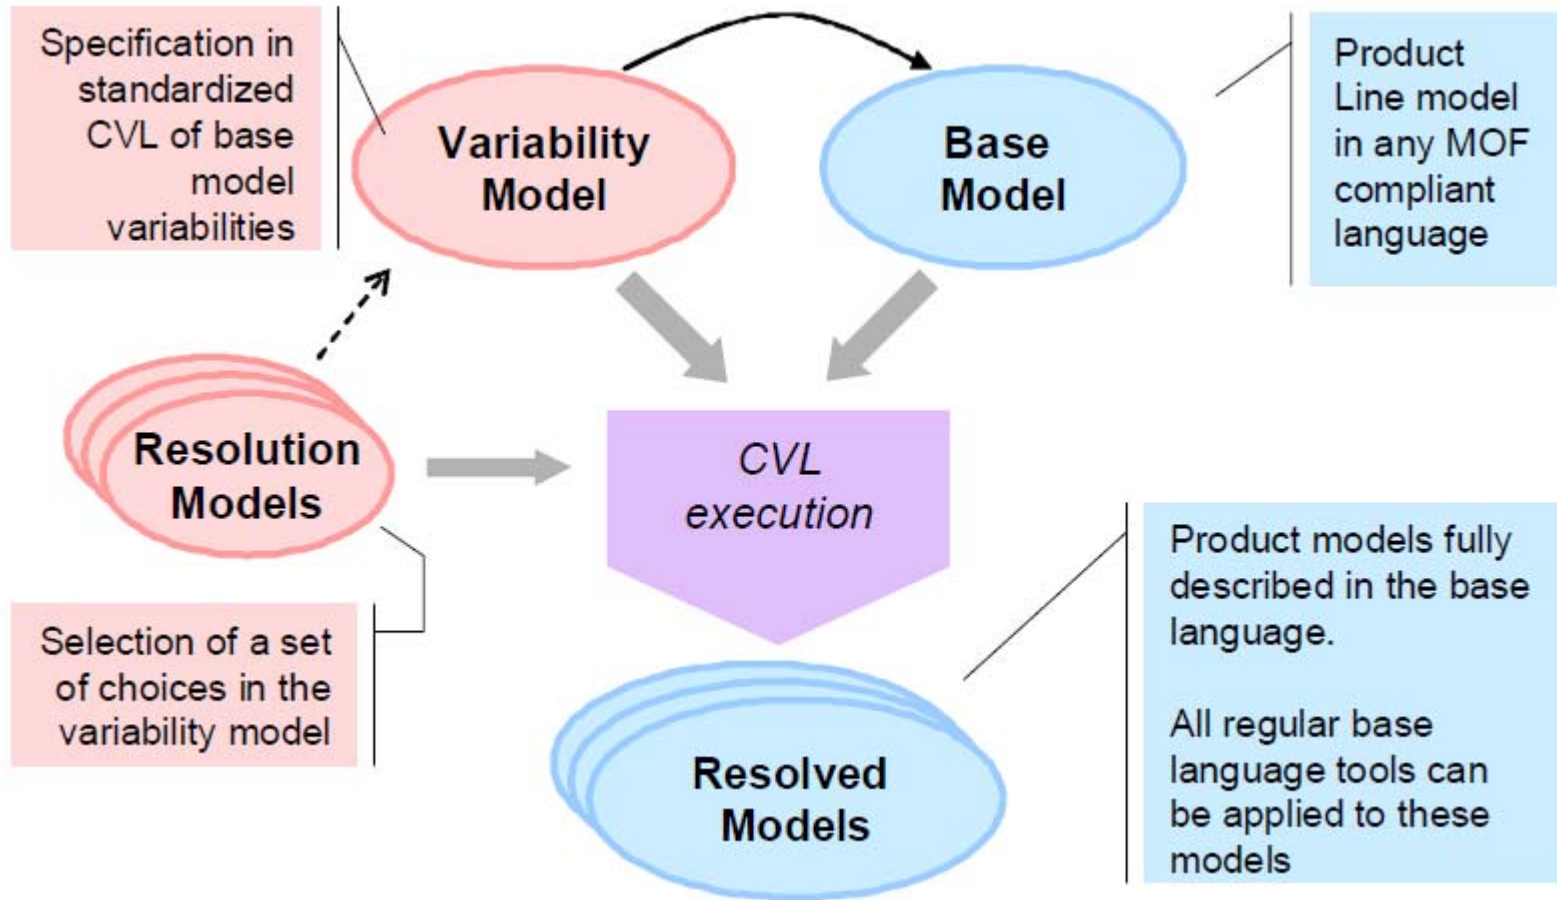 Specification in
standardized
CVL of base
model
variabilities
Variability
Model
Base
Model
Product
Line model
in any MOF
compliant
language
Resolution
Models
CVL
execution
Selection of a set
of choices in the
variability model
Product models fully
described in the base
language.
All regular base
language tools can
be applied to these
models
Resolved
Models